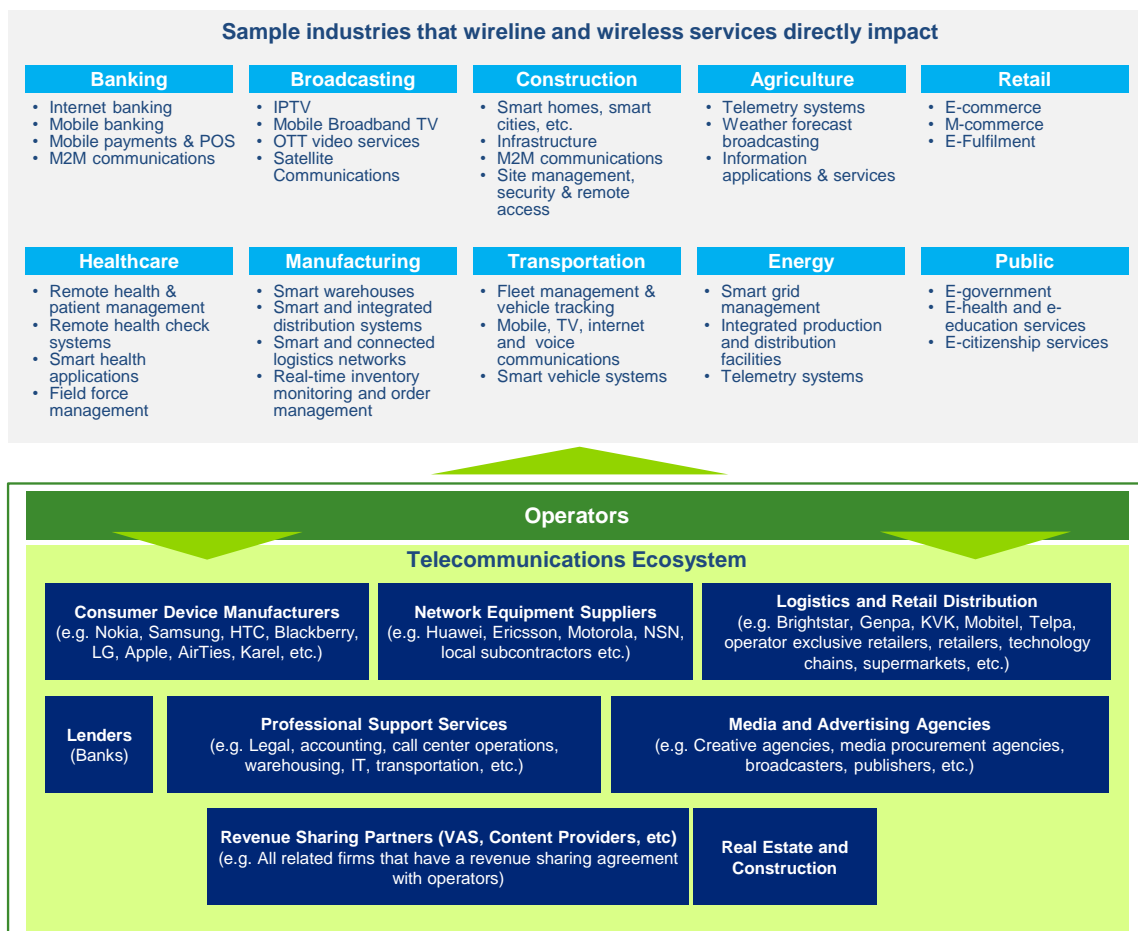 Sample industries that wireline and wireless services directly impact
Banking
• Internet banking
• Mobile banking
• Mobile payments & POS
• M2M communications
Broadcasting
• IPTV
• Mobile Broadband TV
• OTT video services
• Satellite
Communications
Construction
• Smart homes, smart
cities, etc.
• Infrastructure
• M2M communications
• Site management,
security & remote
access
Agriculture
• Telemetry systems
• Weather forecast
broadcasting
• Information
applications & services
Retail
• E-commerce
• M-commerce
• E-Fulfilment
Healthcare
• Remote health &
patient management
• Remote health check
systems
• Smart health
applications
• Field force
management
Manufacturing
• Smart warehouses
• Smart and integrated
distribution systems
• Smart and connected
logistics networks
• Real-time inventory
monitoring and order
management
Transportation
• Fleet management &
vehicle tracking
• Mobile, TV, internet
and voice
communications
• Smart vehicle systems
Energy
• Smart grid
management
• Integrated production
and distribution
facilities
• Telemetry systems
Public
• E-government
• E-health and e-
education services
• E-citizenship services
Operators
Telecommunications Ecosystem
Consumer Device Manufacturers
(e.g. Nokia, Samsung, HTC, Blackberry,
LG, Apple, AirTies, Karel, etc.)
Network Equipment Suppliers
(e.g. Huawei, Ericsson, Motorola, NSN,
local subcontractors etc.)
Logistics and Retail Distribution
(e.g. Brightstar, Genpa, KVK, Mobitel, Telpa,
operator exclusive retailers, retailers, technology
chains, supermarkets, etc.)
Lenders
(Banks)
Professional Support Services
(e.g. Legal, accounting, call center operations,
warehousing, IT, transportation, etc.)
Media and Advertising Agencies
(e.g. Creative agencies, media procurement agencies,
broadcasters, publishers, etc.)
Revenue Sharing Partners (VAS, Content Providers, etc)
(e.g. All related firms that have a revenue sharing agreement
with operators)
Real Estate and
Construction